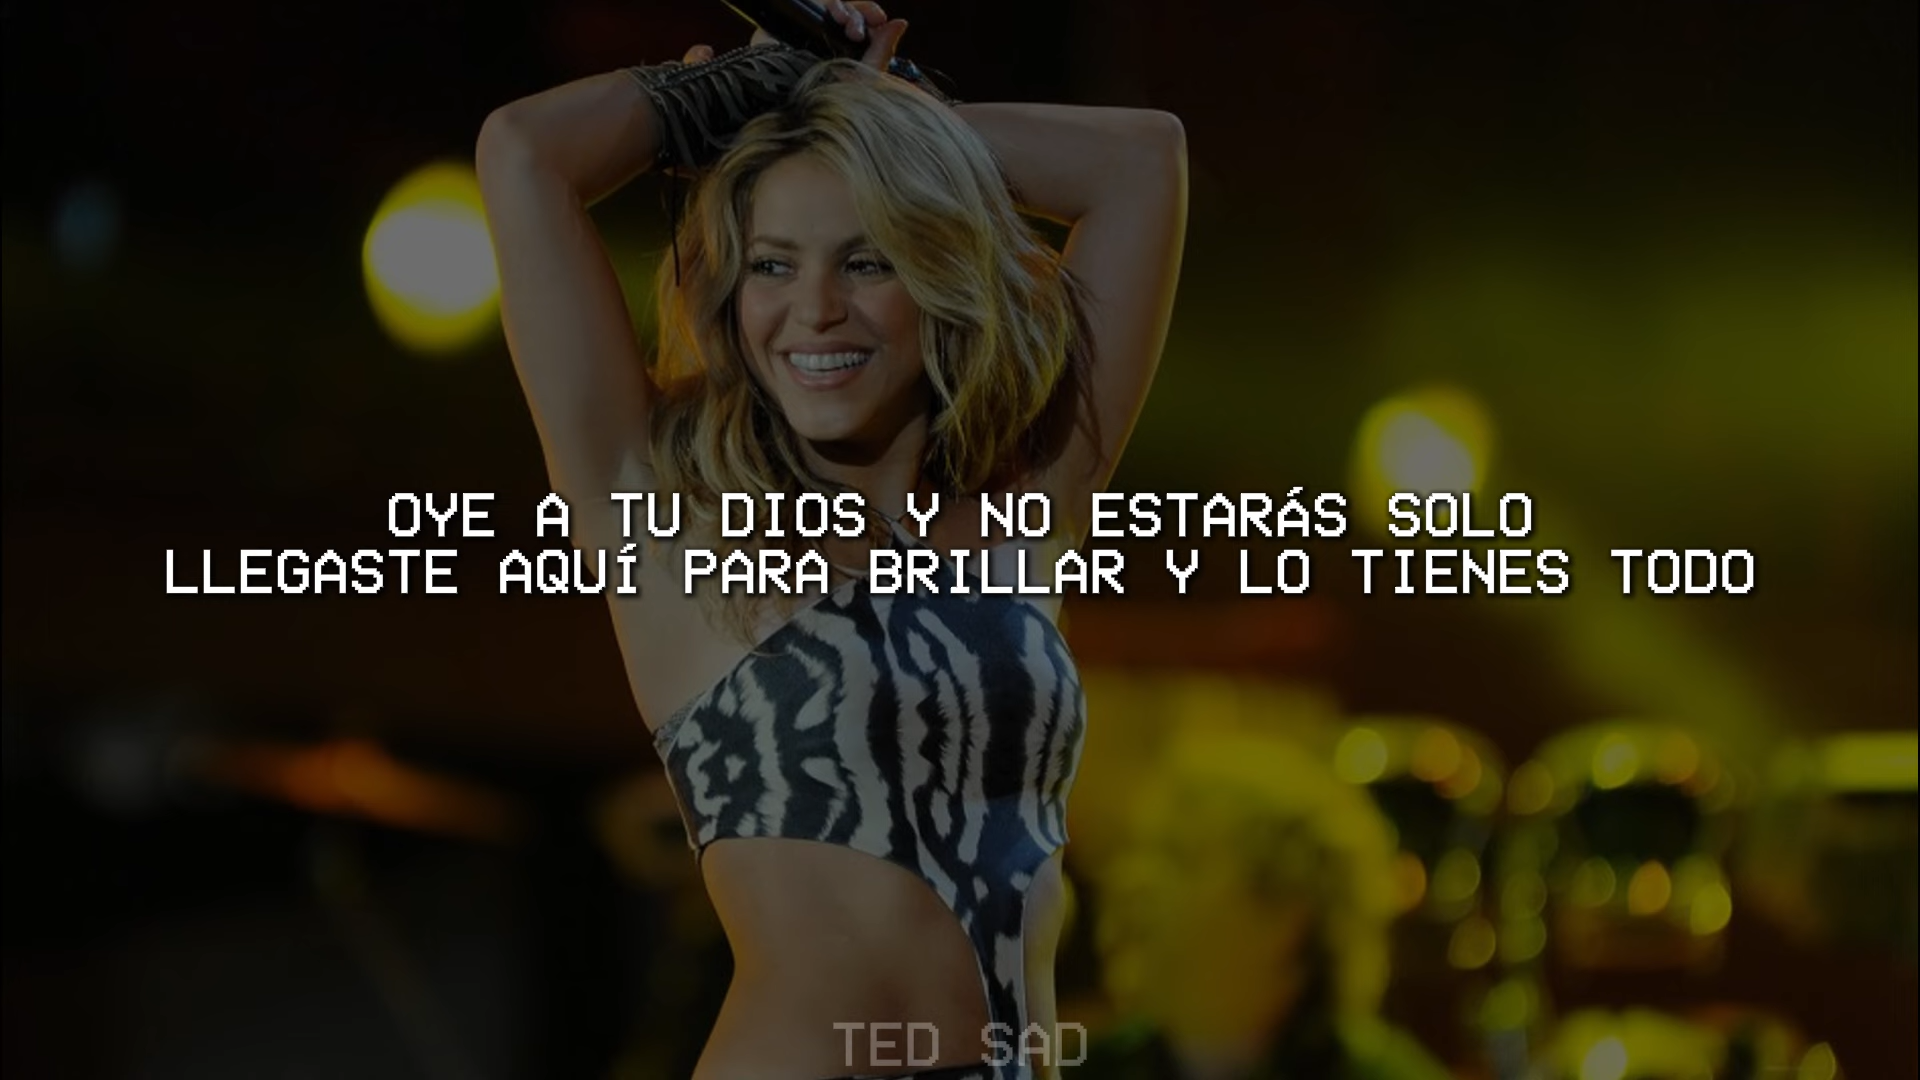 OYE A TU DIOS Y NO ESTARÁS SOLO
LLEGASTE AQUÍ PARA BRILLAR Y LO TIENES TODO
TED SAD